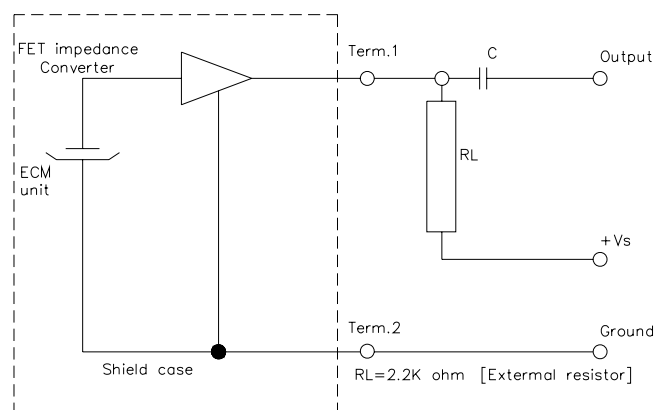 FET impedance
Converter
Term.1
C
Output
ECM
unit
RL
+Vs
Term.2
Ground
Shield case
RL=2.2K ohm [Extermal resistor]